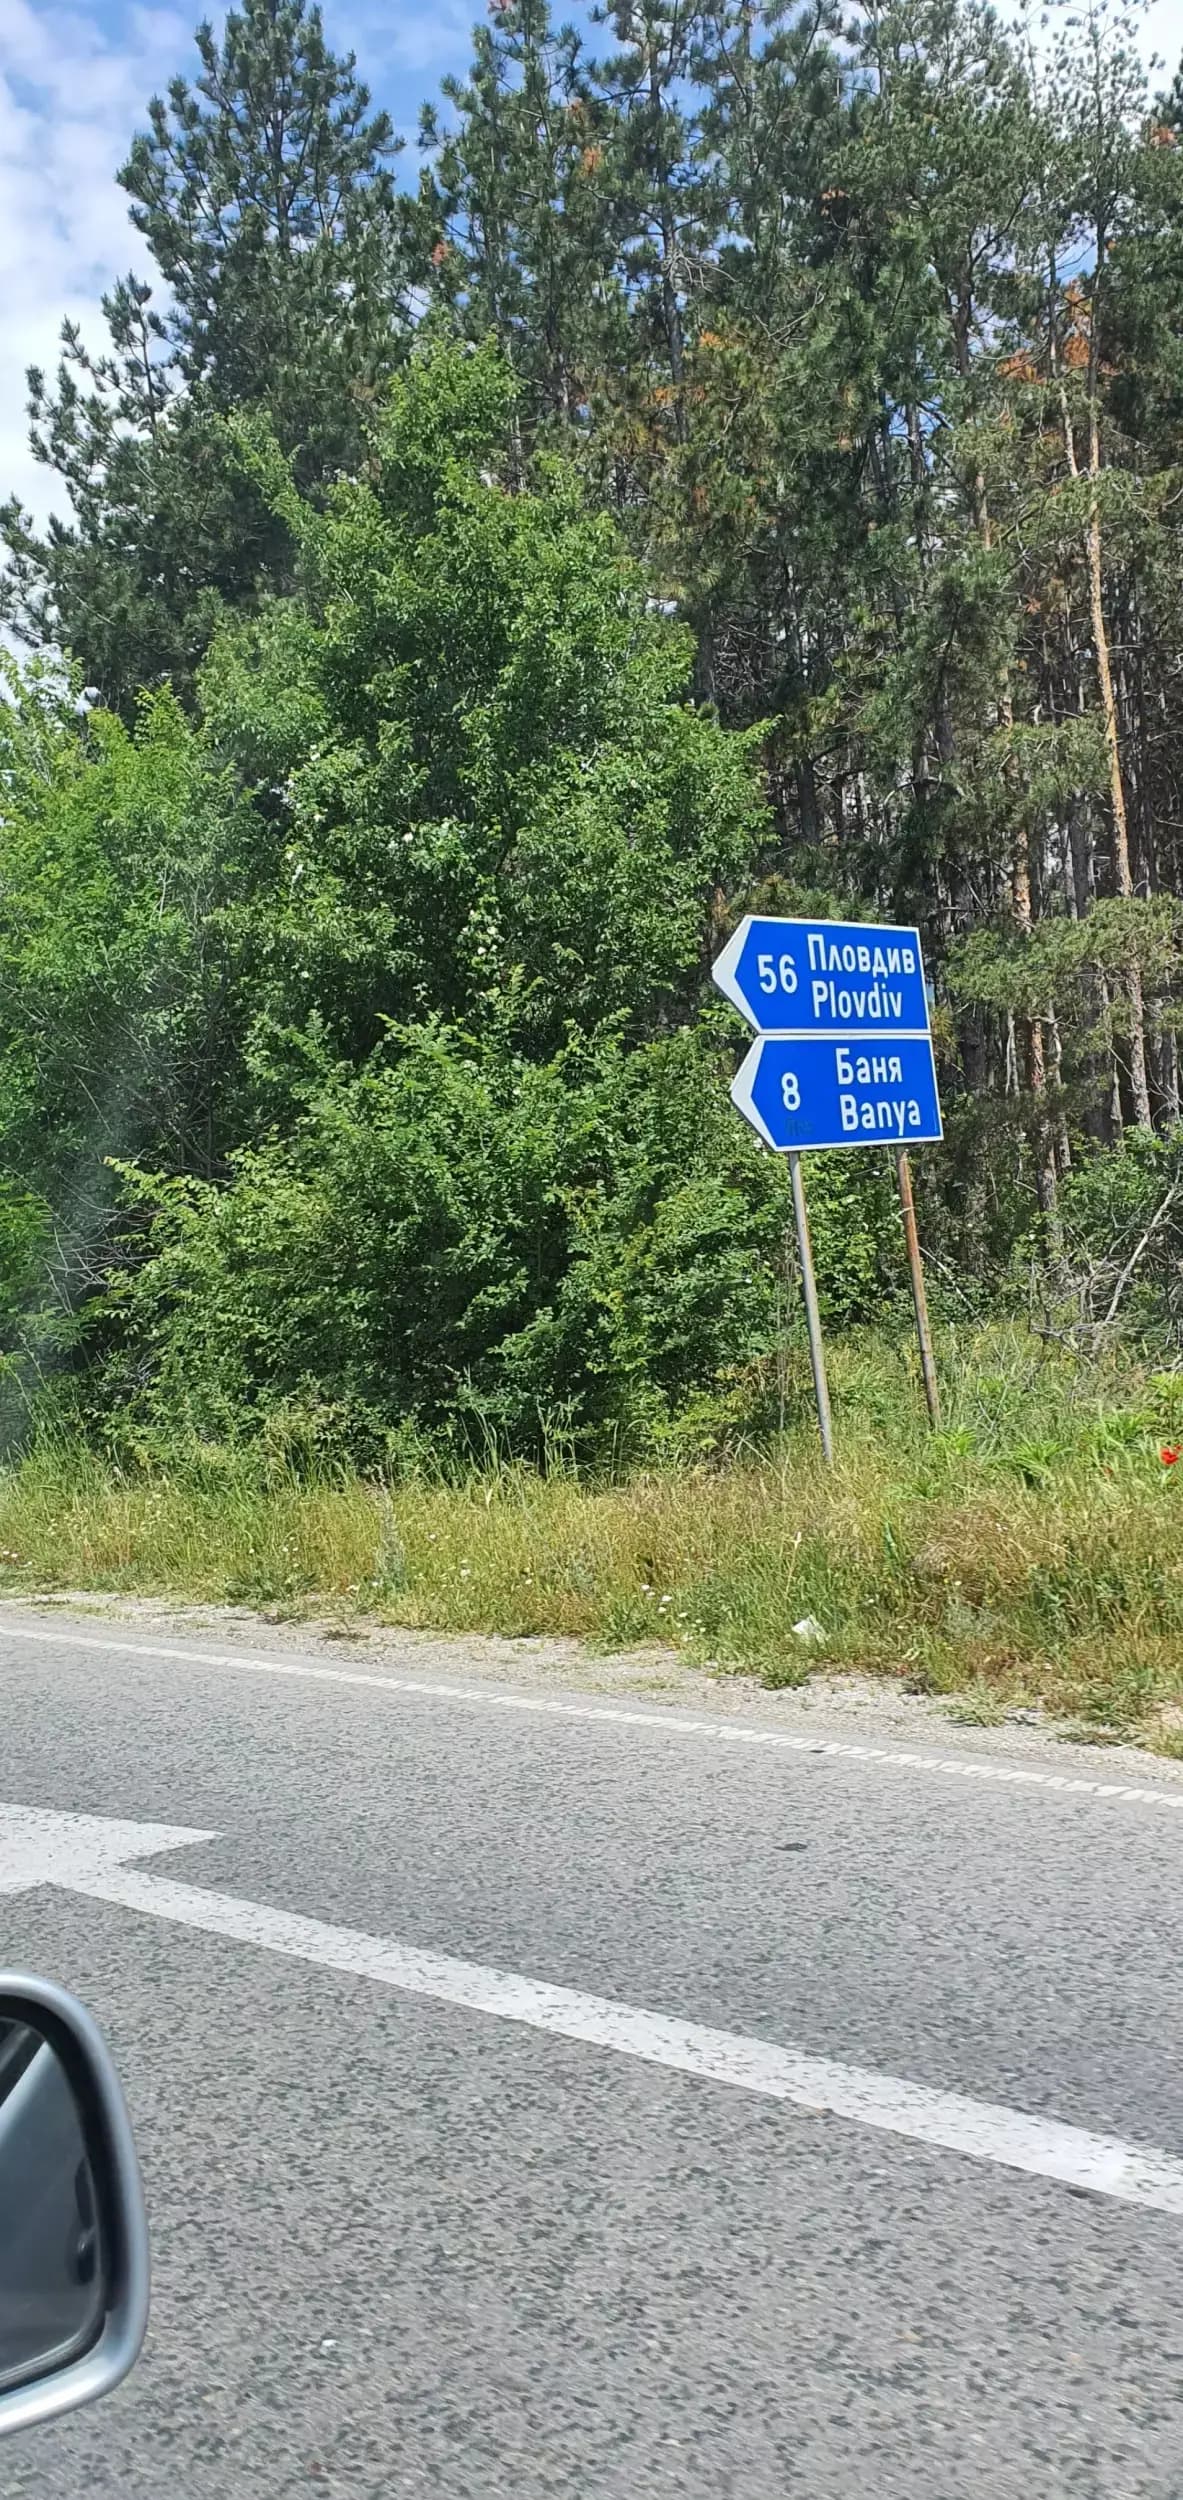 56 Пловдив
Plovdiv
8 Баня
Banya